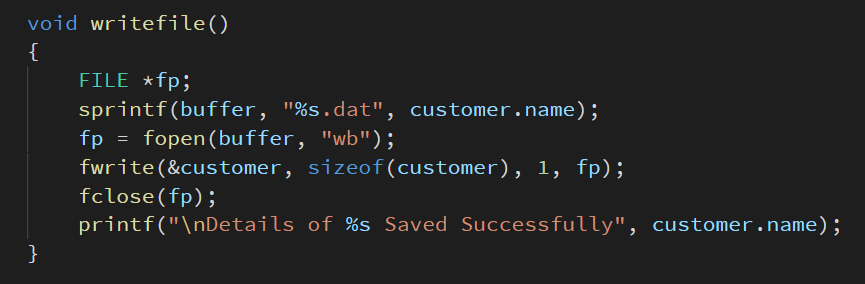 void writefile()
{
    FILE *fp;
    sprintf(buffer, "%s.dat", customer.name);
    fp = fopen(buffer, "wb");
    fwrite(&customer, sizeof(customer), 1, fp);
    fclose(fp);
    printf("\nDetails of %s Saved Successfully", customer.name);
}